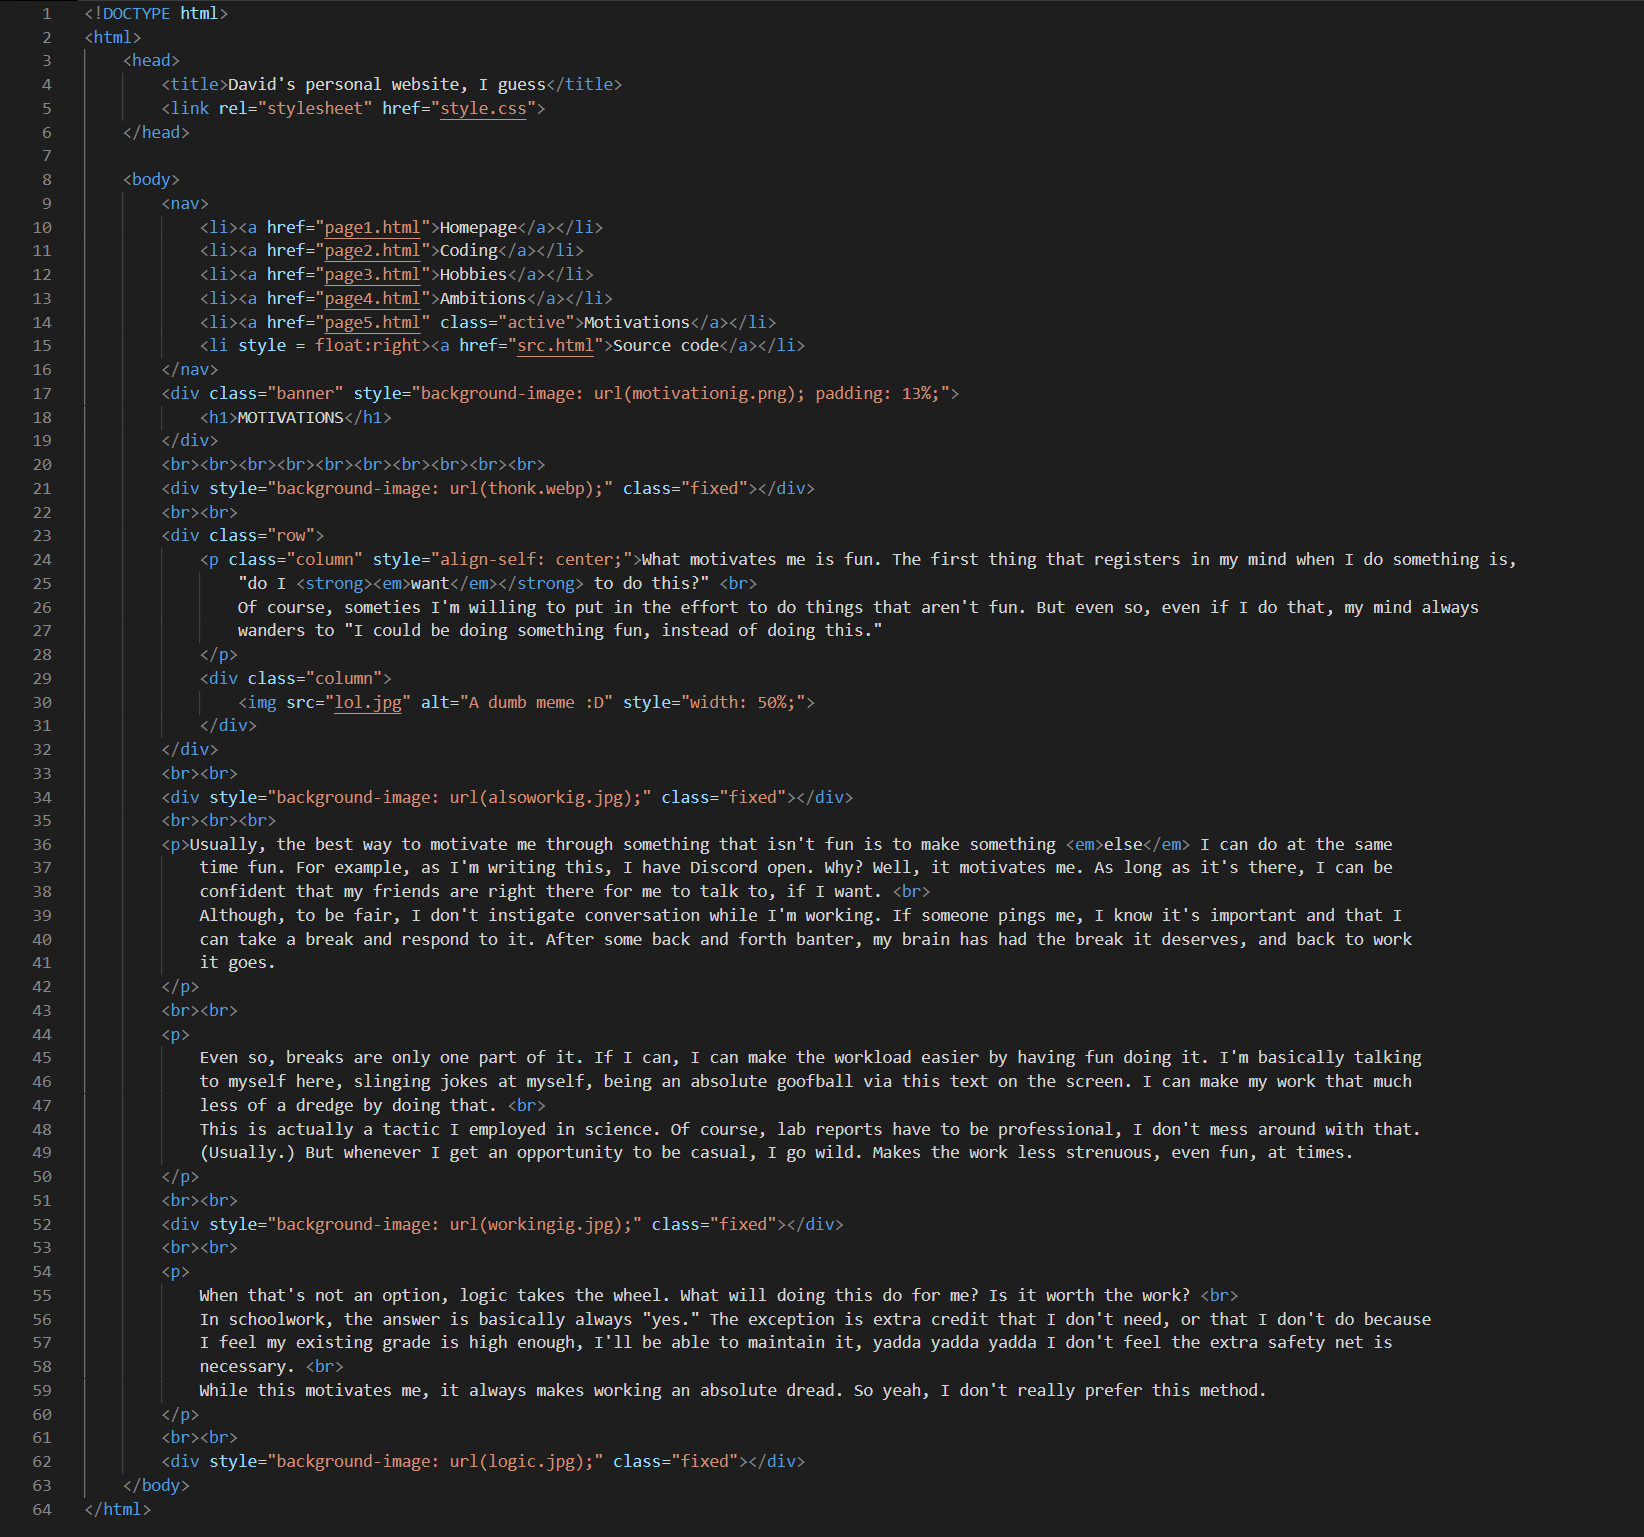 1 <!DOCTYPE html>
2 <html>
3 <head>
4 <title>David's personal website, I guess</title>
5 <link rel="stylesheet" href="style.css">
6 </head>
7
8 <body>
9 <nav>
10 <li><a href="page1.html">Homepage</a></li>
11 <li><a href="page2.html">Coding</a></li>
12 <li><a href="page3.html">Hobbies</a></li>
13 <li><a href="page4.html">Ambitions</a></li>
14 <li><a href="page5.html" class="active">Motivations</a></li>
15 <li style = float:right><a href="src.html">Source code</a></li>
16 </nav>
17 <div class="banner" style="background-image: url(motivationig.png); padding: 13%;">
18 <h1>MOTIVATIONS</h1>
19 </div>
20 <br><br><br><br><br><br><br><br><br><br>
21 <div style="background-image: url(thonk.webp);" class="fixed"></div>
22 <br><br>
23 <div class="row">
24 <p class="column" style="align-self: center;">What motivates me is fun. The first thing that registers in my mind when I do something is,
25 "do I <strong><em>want</em></strong> to do this?" <br>
26 Of course, someties I'm willing to put in the effort to do things that aren't fun. But even so, even if I do that, my mind always
27 wanders to "I could be doing something fun, instead of doing this."
28 </p>
29 <div class="column">
30 <img src="lol.jpg" alt="A dumb meme :D" style="width: 50%;">
31 </div>
32 </div>
33 <br><br>
34 <div style="background-image: url(alsoworkig.jpg);" class="fixed"></div>
35 <br><br><br>
36 <p>Usually, the best way to motivate me through something that isn't fun is to make something <em>else</em> I can do at the same
37 time fun. For example, as I'm writing this, I have Discord open. Why? Well, it motivates me. As long as it's there, I can be
38 confident that my friends are right there for me to talk to, if I want. <br>
39 Although, to be fair, I don't instigate conversation while I'm working. If someone pings me, I know it's important and that I
40 can take a break and respond to it. After some back and forth banter, my brain has had the break it deserves, and back to work
41 it goes.
42 </p>
43 <br><br>
44 <p>
45 Even so, breaks are only one part of it. If I can, I can make the workload easier by having fun doing it. I'm basically talking
46 to myself here, slinging jokes at myself, being an absolute goofball via this text on the screen. I can make my work that much
47 less of a dredge by doing that. <br>
48 This is actually a tactic I employed in science. Of course, lab reports have to be professional, I don't mess around with that.
49 (Usually.) But whenever I get an opportunity to be casual, I go wild. Makes the work less strenuous, even fun, at times.
50 </p>
51 <br><br>
52 <div style="background-image: url(workingig.jpg);" class="fixed"></div>
53 <br><br>
54 <p>
55 When that's not an option, logic takes the wheel. What will doing this do for me? Is it worth the work? <br>
56 In schoolwork, the answer is basically always "yes." The exception is extra credit that I don't need, or that I don't do because
57 I feel my existing grade is high enough, I'll be able to maintain it, yadda yadda yadda I don't feel the extra safety net is
58 necessary. <br>
59 While this motivates me, it always makes working an absolute dread. So yeah, I don't really prefer this method.
60 </p>
61 <br><br>
62 <div style="background-image: url(logic.jpg);" class="fixed"></div>
63 </body>
64 </html>